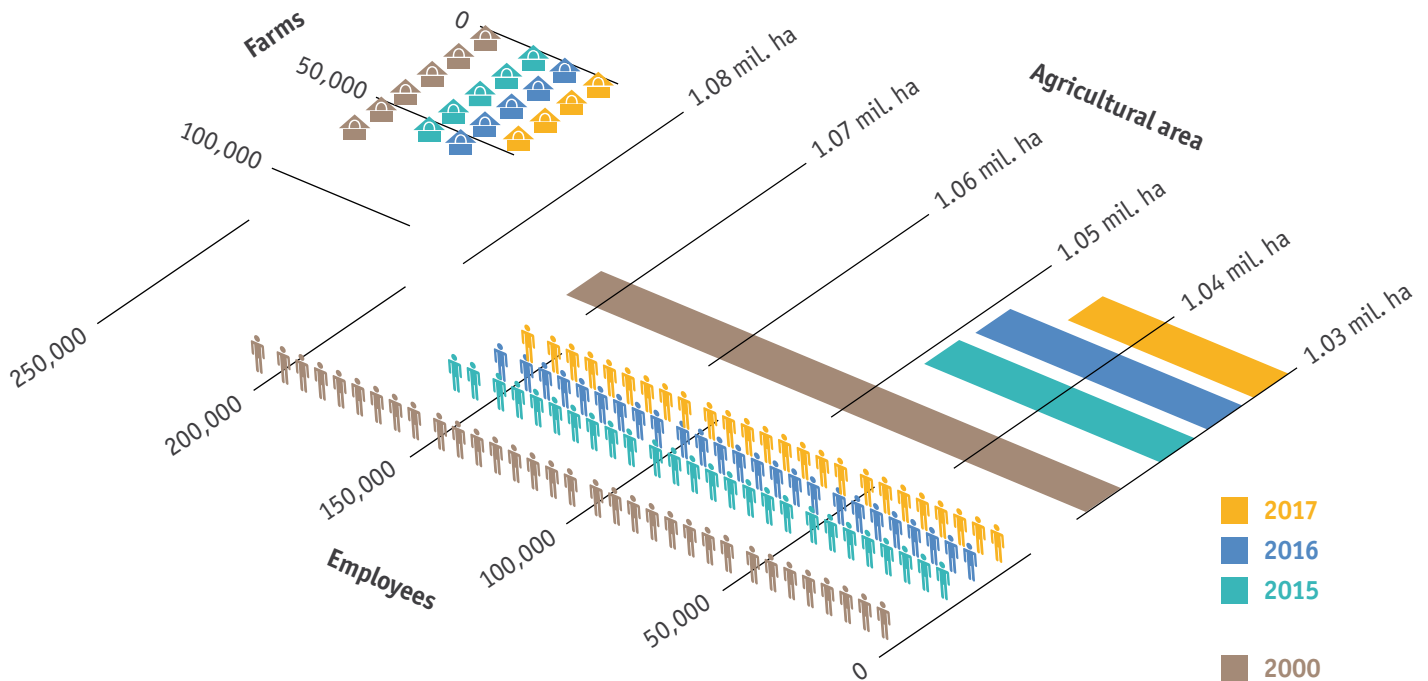 Farms
0
50,000
100,000
1.08 mil. ha
1.07 mil. ha
1.06 mil. ha
1.05 mil. ha
1.04 mil. ha
1.03 mil. ha
Agricultural area
250,000
200,000
150,000
100,000
50,000
0
Employees
2017
2016
2015
2000